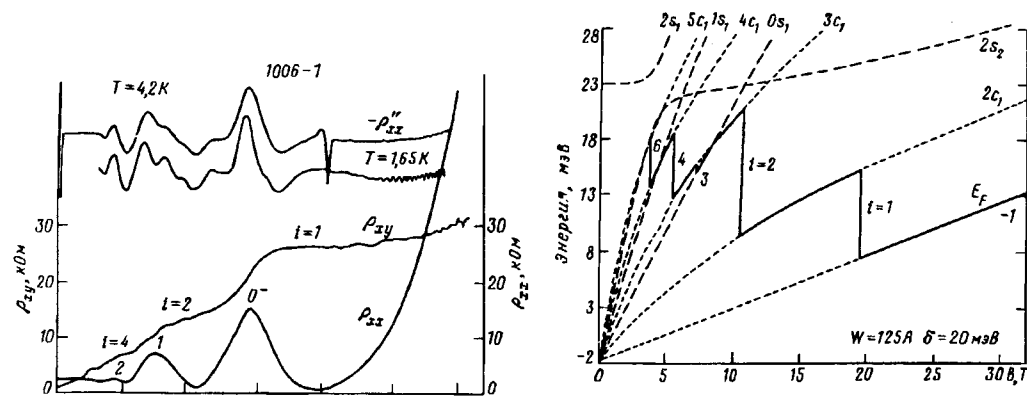 1006-1
T=4,2K
-ρ"xx
T=1,65K
ρxy, кОм
30
20
10
0
i=4
i=2
i=1
ρxy
2
1
0⁻
ρxx
30
20
10
0
ρxx, кОм
2s₁ 5c₁ 1s₁ 4c₁ 0s₁ 3c₁
Энергия, мэВ
28
23
18
13
8
3
-2
2s₂
2c₁
6
4
3
i=2
i=1
E_F
-1
W=125A δ=20 мэВ
0 5 10 15 20 25 30 B,T